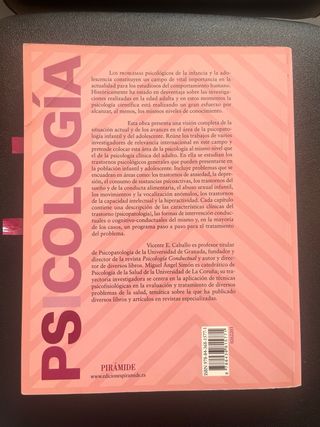 PSICOLOGÍA
Los problemas psicológicos de la infancia y la ado-
lescencia constituyen un campo de vital importancia en la
actualidad para los estudiosos del comportamiento humano.
Históricamente ha estado en desventaja sobre las investiga-
ciones realizadas en la edad adulta y en estos momentos la
psicología científica está realizando un gran esfuerzo por
alcanzar, al menos, los mismos niveles de conocimiento.
Esta obra presenta una visión completa de la
situación actual y de los avances en el área de la psicopato-
logía infantil y del adolescente. Reúne los trabajos de varios
investigadores de relevancia internacional en este campo y
pretende colocar esta área de la psicología al mismo nivel que
el de la psicología clínica del adulto. En ella se estudian los
trastornos psicológicos generales que pueden presentarse en
la población infantil y adolescente. Incluye problemas que se
encuadran en áreas como: los trastornos de ansiedad, la depre-
sión, el consumo de sustancias psicoactivas, los trastornos del
sueño y de la conducta alimentaria, el abuso sexual infantil,
los movimientos y la vocalización anómalos, los trastornos
de la capacidad intelectual y la hiperactividad. Cada capítulo
contiene una descripción de las características clínicas del
trastorno (psicopatología), las formas de intervención conduc-
tuales o cognitivo-conductuales del mismo y, en la mayoría
de los casos, un programa paso a paso para el tratamiento
del problema.
Vicente E. Caballo es profesor titular
de Psicopatología de la Universidad de Granada, fundador
y director de la revista Psicología Conductual y autor y direc-
tor de diversos libros. Miguel Ángel Simón es catedrático de
Psicología de la Salud de la Universidad de La Coruña; su tra-
yectoria investigadora se centra en la aplicación de técnicas
psicofisiológicas en la evaluación y tratamiento de diversos
problemas de la salud, temática sobre la que ha publicado
diversos libros y artículos en revistas especializadas.
PIRÁMIDE
www.edicionespiramide.es